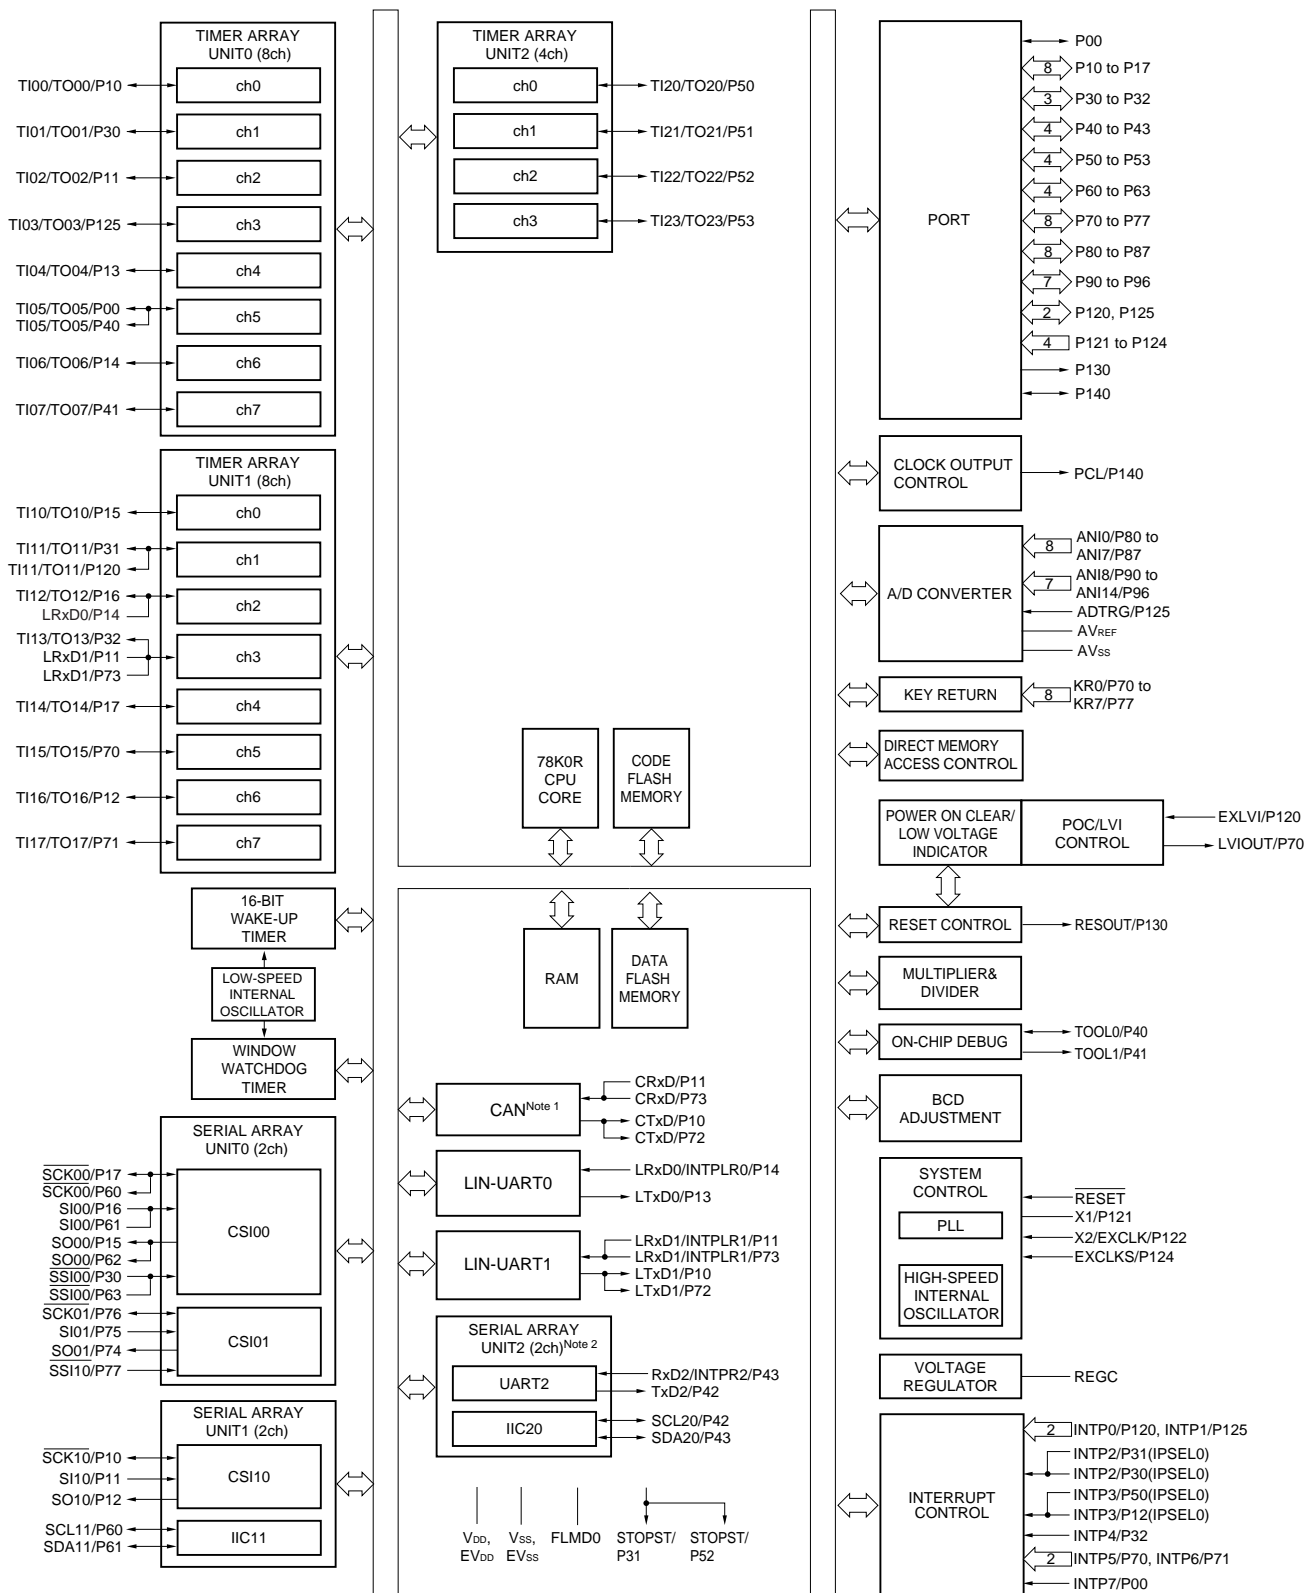 TIMER ARRAY
UNIT0 (8ch)
TI00/TO00/P10
ch0
TI01/TO01/P30
ch1
TI02/TO02/P11
ch2
TI03/TO03/P125
ch3
TI04/TO04/P13
ch4
TI05/TO05/P00
TI05/TO05/P40
ch5
TI06/TO06/P14
ch6
TI07/TO07/P41
ch7
TIMER ARRAY
UNIT1 (8ch)
TI10/TO10/P15
ch0
TI11/TO11/P31
TI11/TO11/P120
ch1
TI12/TO12/P16
LRxD0/P14
ch2
TI13/TO13/P32
LRxD1/P11
LRxD1/P73
ch3
TI14/TO14/P17
ch4
TI15/TO15/P70
ch5
TI16/TO16/P12
ch6
TI17/TO17/P71
ch7
16-BIT
WAKE-UP
TIMER
LOW-SPEED
INTERNAL
OSCILLATOR
WINDOW
WATCHDOG
TIMER
SERIAL ARRAY
UNIT0 (2ch)
SCK00/P17
SCK00/P60
SI00/P16
SI00/P61
SO00/P15
SO00/P62
SSI00/P30
SSI00/P63
CSI00
SCK01/P76
SI01/P75
SO01/P74
SSI10/P77
CSI01
SERIAL ARRAY
UNIT1 (2ch)
SCK10/P10
SI10/P11
SO10/P12
CSI10
SCL11/P60
SDA11/P61
IIC11
TIMER ARRAY
UNIT2 (4ch)
ch0
TI20/TO20/P50
ch1
TI21/TO21/P51
ch2
TI22/TO22/P52
ch3
TI23/TO23/P53
78K0R
CPU
CORE
CODE
FLASH
MEMORY
RAM
DATA
FLASH
MEMORY
CAN Note 1
CRxD/P11
CRxD/P73
CTxD/P10
CTxD/P72
LIN-UART0
LRxD0/INTPLR0/P14
LTxD0/P13
LIN-UART1
LRxD1/INTPLR1/P11
LRxD1/INTPLR1/P73
LTxD1/P10
LTxD1/P72
SERIAL ARRAY
UNIT2 (2ch) Note 2
UART2
RxD2/INTPR2/P43
TxD2/P42
IIC20
SCL20/P42
SDA20/P43
VDD,
EVDD
VSS,
EVSS
FLMD0
STOPST/
P31
STOPST/
P52
PORT
P00
8 P10 to P17
3 P30 to P32
4 P40 to P43
4 P50 to P53
4 P60 to P63
8 P70 to P77
8 P80 to P87
7 P90 to P96
2 P120, P125
4 P121 to P124
P130
P140
CLOCK OUTPUT
CONTROL
PCL/P140
A/D CONVERTER
8 ANI0/P80 to
ANI7/P87
7 ANI8/P90 to
ANI14/P96
ADTRG/P125
AVREF
AVSS
KEY RETURN
8 KR0/P70 to
KR7/P77
DIRECT MEMORY
ACCESS CONTROL
POWER ON CLEAR/
LOW VOLTAGE
INDICATOR
POC/LVI
CONTROL
EXLVI/P120
LVIOUT/P70
RESET CONTROL
RESOUT/P130
MULTIPLIER&
DIVIDER
ON-CHIP DEBUG
TOOL0/P40
TOOL1/P41
BCD
ADJUSTMENT
SYSTEM
CONTROL
PLL
HIGH-SPEED
INTERNAL
OSCILLATOR
RESET
X1/P121
X2/EXCLK/P122
EXCLKS/P124
VOLTAGE
REGULATOR
REGC
INTERRUPT
CONTROL
2 INTP0/P120, INTP1/P125
INTP2/P31(IPSEL0)
INTP2/P30(IPSEL0)
INTP3/P50(IPSEL0)
INTP3/P12(IPSEL0)
INTP4/P32
2 INTP5/P70, INTP6/P71
INTP7/P00